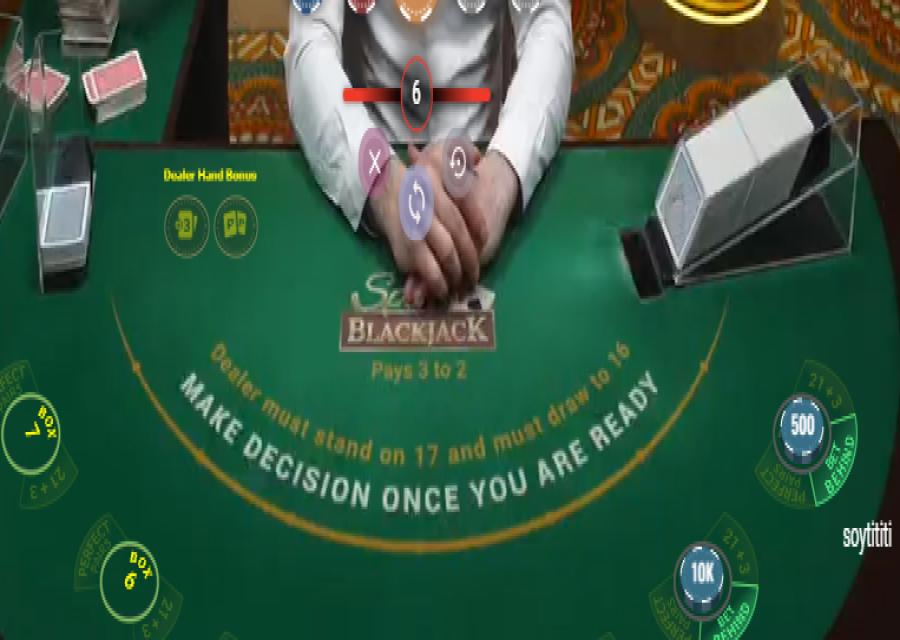 6
Dealer Hand Bonus
BLACKJACK
Pays 3 to 2
Dealer must stand on 17 and must draw to 16
MAKE DECISION ONCE YOU ARE READY
PERFECT
PAIRS
BOX
7
21+3
500
21+3
BET
BEHIND
PERFECT
PAIRS
soytititi
PERFECT
PAIRS
BOX
6
21+3
10K
21+3
BET
BEHIND